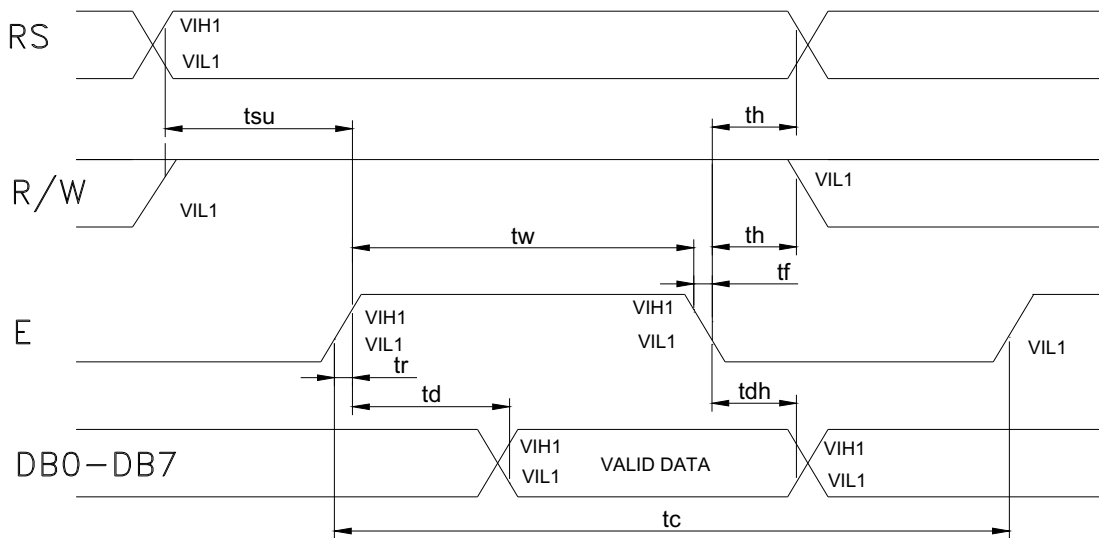 RS
VIH1
VIL1
tsu
th
R/W
VIL1
VIL1
tw
th
tf
E
VIH1
VIL1
VIH1
VIL1
VIL1
tr
td
tdh
DB0-DB7
VIH1
VIL1
VALID DATA
VIH1
VIL1
tc